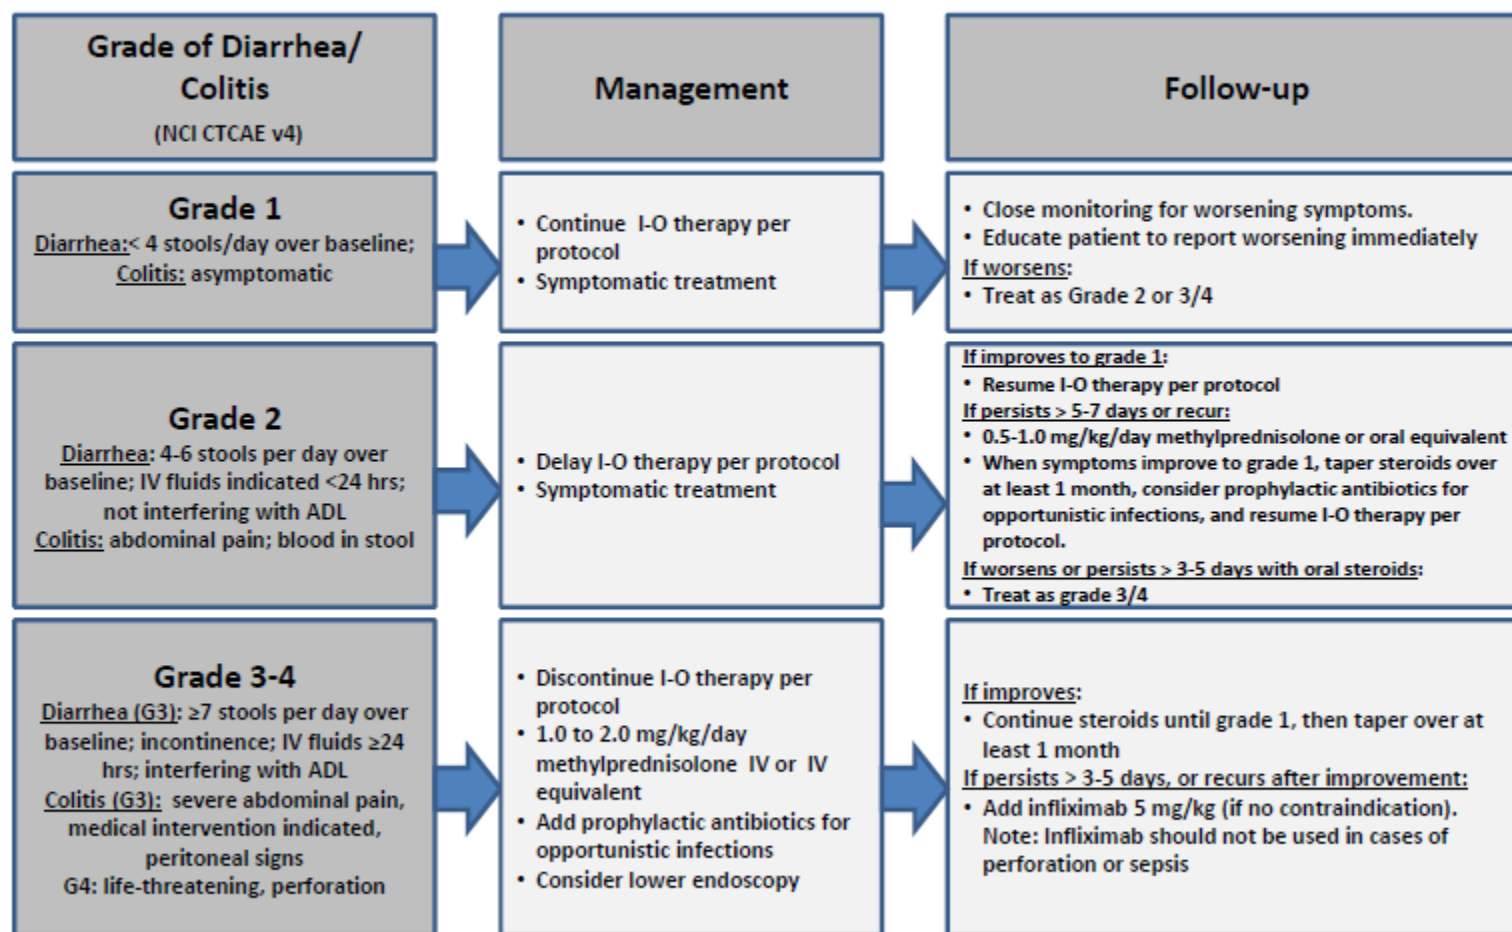 Grade of Diarrhea/
Colitis
(NCI CTCAE v4)
Management
Follow-up
Grade 1
Diarrhea:< 4 stools/day over baseline;
Colitis: asymptomatic
• Continue I-O therapy per
protocol
• Symptomatic treatment
• Close monitoring for worsening symptoms.
• Educate patient to report worsening immediately
If worsens:
• Treat as Grade 2 or 3/4
Grade 2
Diarrhea: 4-6 stools per day over
baseline; IV fluids indicated <24 hrs;
not interfering with ADL
Colitis: abdominal pain; blood in stool
• Delay I-O therapy per protocol
• Symptomatic treatment
If improves to grade 1:
• Resume I-O therapy per protocol
If persists > 5-7 days or recur:
• 0.5-1.0 mg/kg/day methylprednisolone or oral equivalent
• When symptoms improve to grade 1, taper steroids over
at least 1 month, consider prophylactic antibiotics for
opportunistic infections, and resume I-O therapy per
protocol.
If worsens or persists > 3-5 days with oral steroids:
• Treat as grade 3/4
Grade 3-4
Diarrhea (G3): ≥7 stools per day over
baseline; incontinence; IV fluids ≥24
hrs; interfering with ADL
Colitis (G3): severe abdominal pain,
medical intervention indicated,
peritoneal signs
G4: life-threatening, perforation
• Discontinue I-O therapy per
protocol
• 1.0 to 2.0 mg/kg/day
methylprednisolone IV or IV
equivalent
• Add prophylactic antibiotics for
opportunistic infections
• Consider lower endoscopy
If improves:
• Continue steroids until grade 1, then taper over at
least 1 month
If persists > 3-5 days, or recurs after improvement:
• Add infliximab 5 mg/kg (if no contraindication).
Note: Infliximab should not be used in cases of
perforation or sepsis